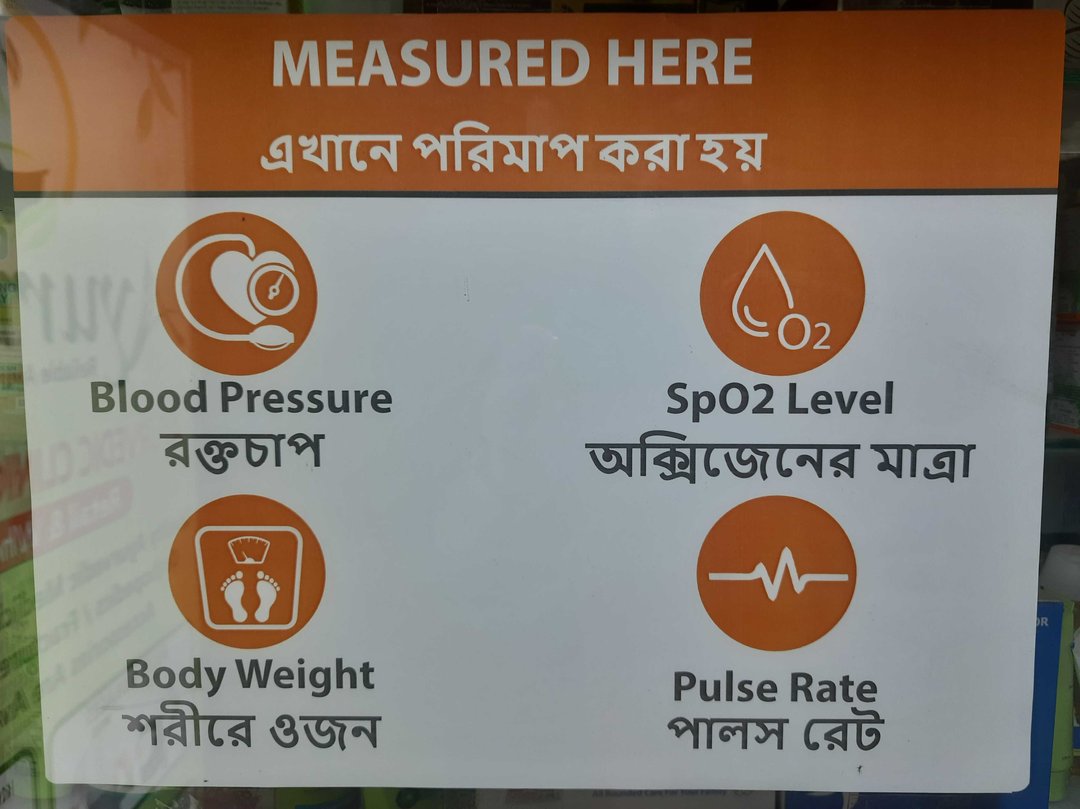 MEASURED HERE
এখানে পরিমাপ করা হয়
O2
Blood Pressure
রক্তচাপ
SpO2 Level
অক্সিজেনের মাত্রা
Body Weight
শরীরে ওজন
Pulse Rate
পালস রেট